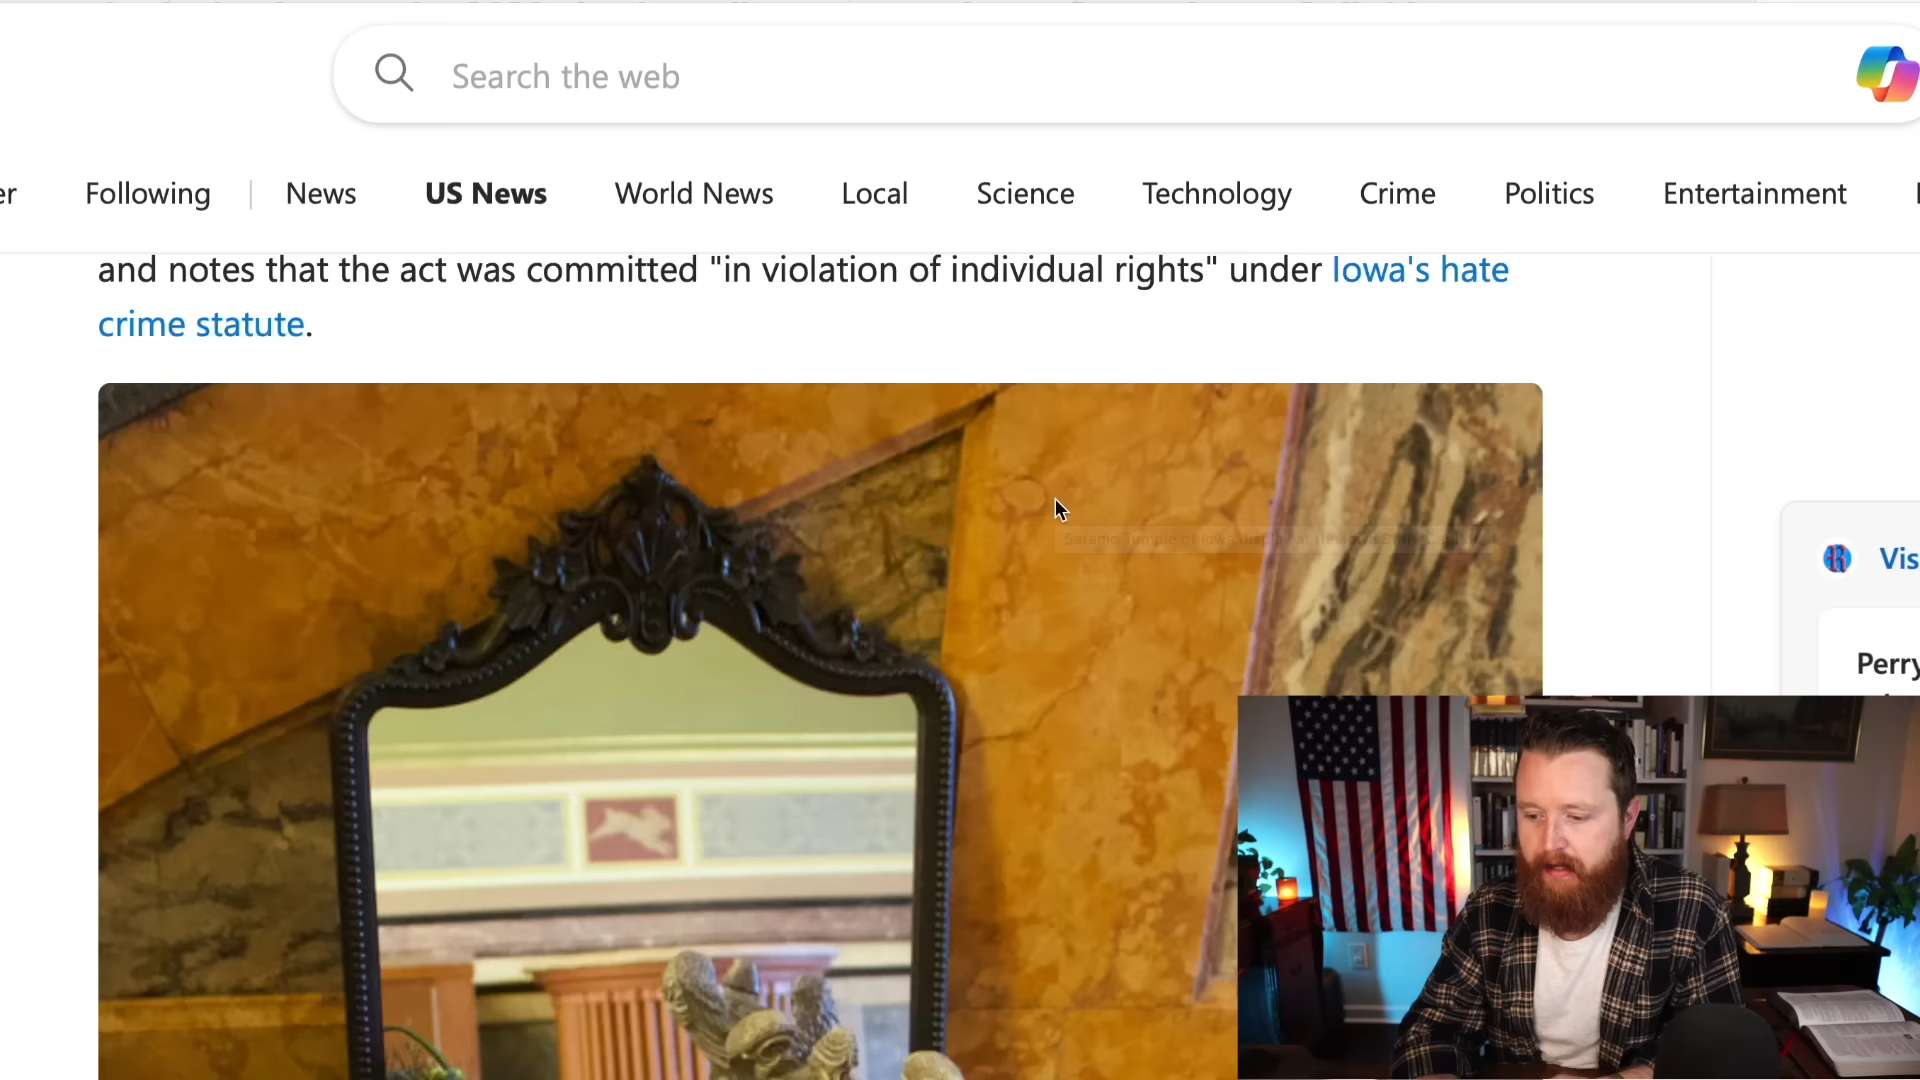 Search the web
er Following News US News World News Local Science Technology Crime Politics Entertainment
and notes that the act was committed "in violation of individual rights" under Iowa's hate
crime statute.
Vis
Perry